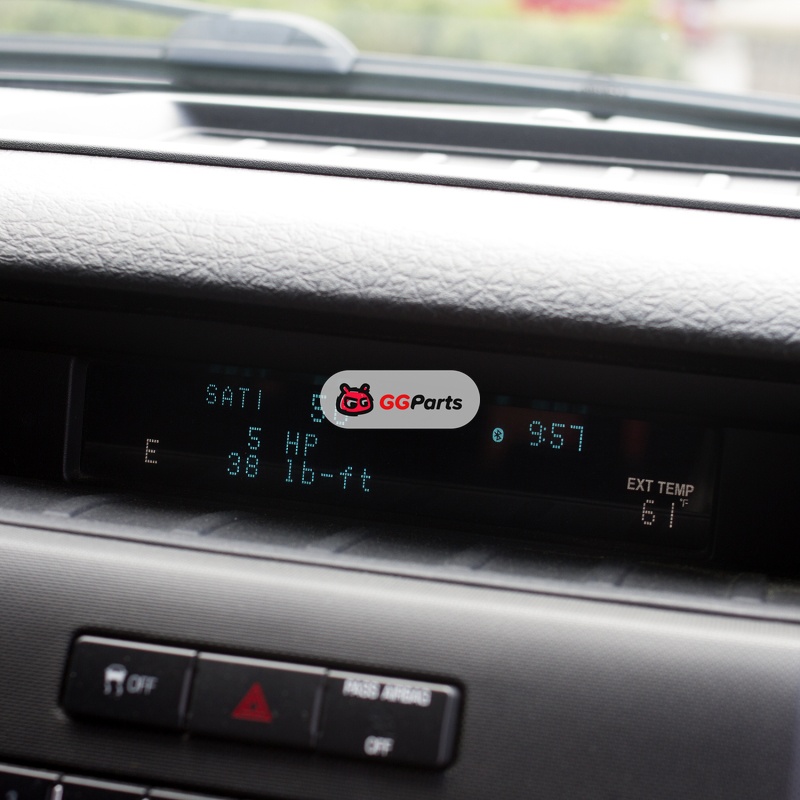 SAT1
GGParts
9:57
5 HP
E
38 lb-ft
EXT TEMP
61°F
OFF
PASS AIRBAG
OFF